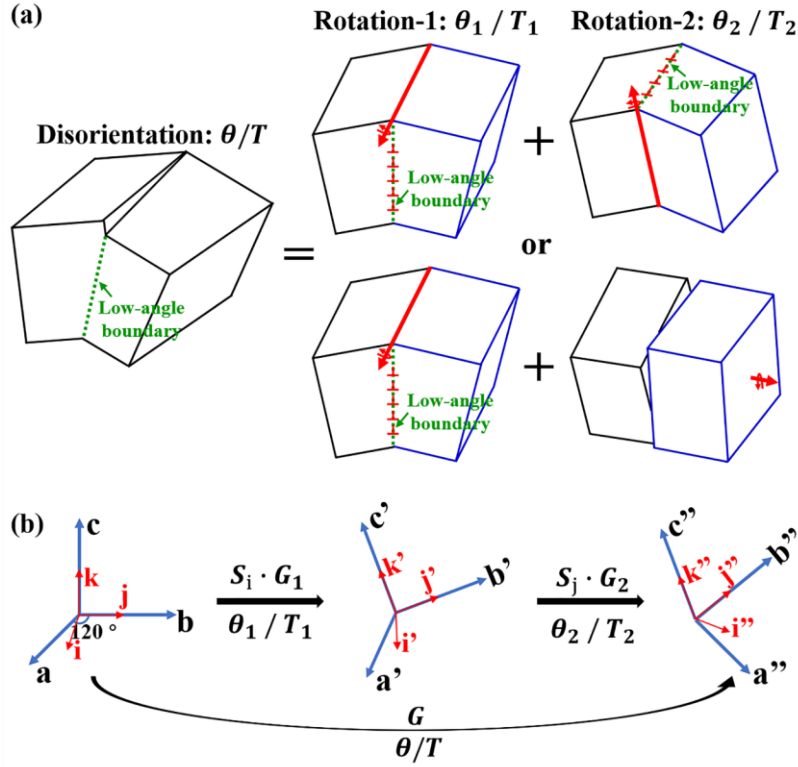 (a)
Rotation-1: θ₁ / T₁
Rotation-2: θ₂ / T₂
Disorientation: θ/T
Low-angle
boundary
=
Low-angle
boundary
+
Low-angle
boundary
or
Low-angle
boundary
+
(b)
c
k
j
b
120 °
i
a
Sᵢ · G₁
θ₁ / T₁
c'
k'
j'
b'
i'
a'
Sⱼ · G₂
θ₂ / T₂
c”
k”
j”
b”
i”
a”
G
θ/T